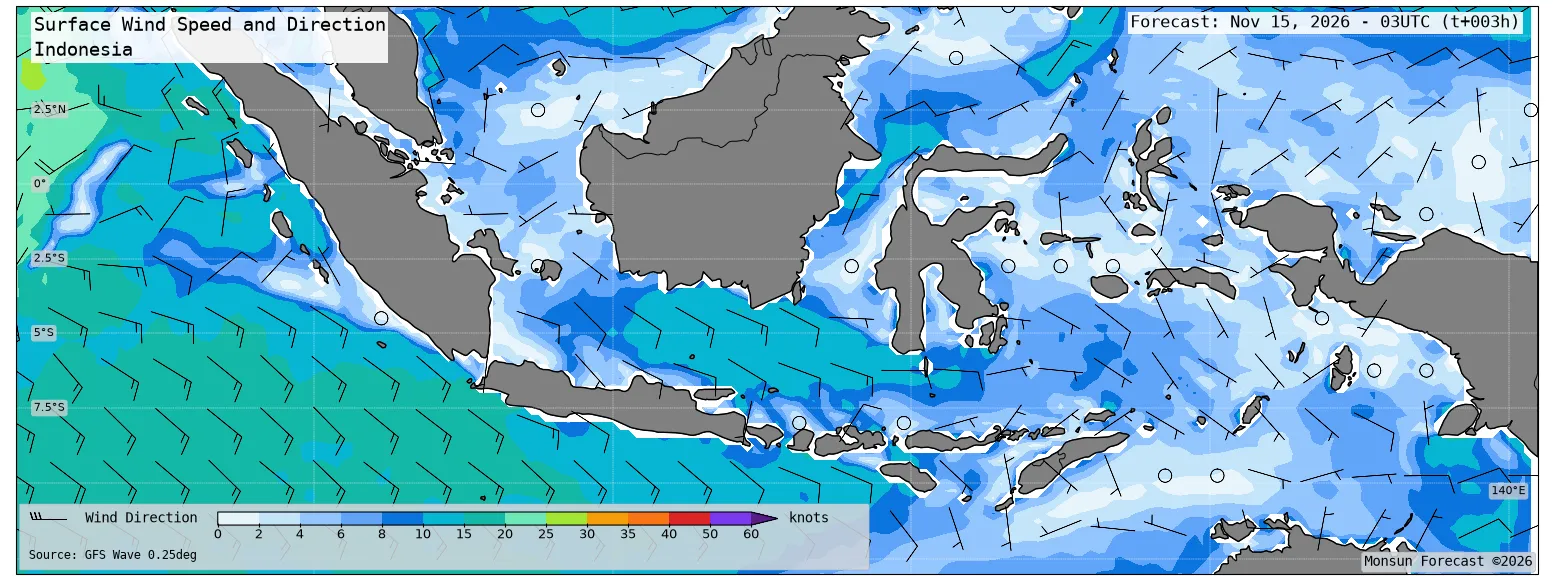 Surface Wind Speed and Direction
Indonesia
Forecast: Nov 15, 2026 - 03UTC (t+003h)
2.5°N
0°
2.5°S
5°S
7.5°S
140°E
Wind Direction
knots
0 2 4 6 8 10 15 20 25 30 35 40 50 60
Source: GFS Wave 0.25deg
Monsun Forecast ©2026